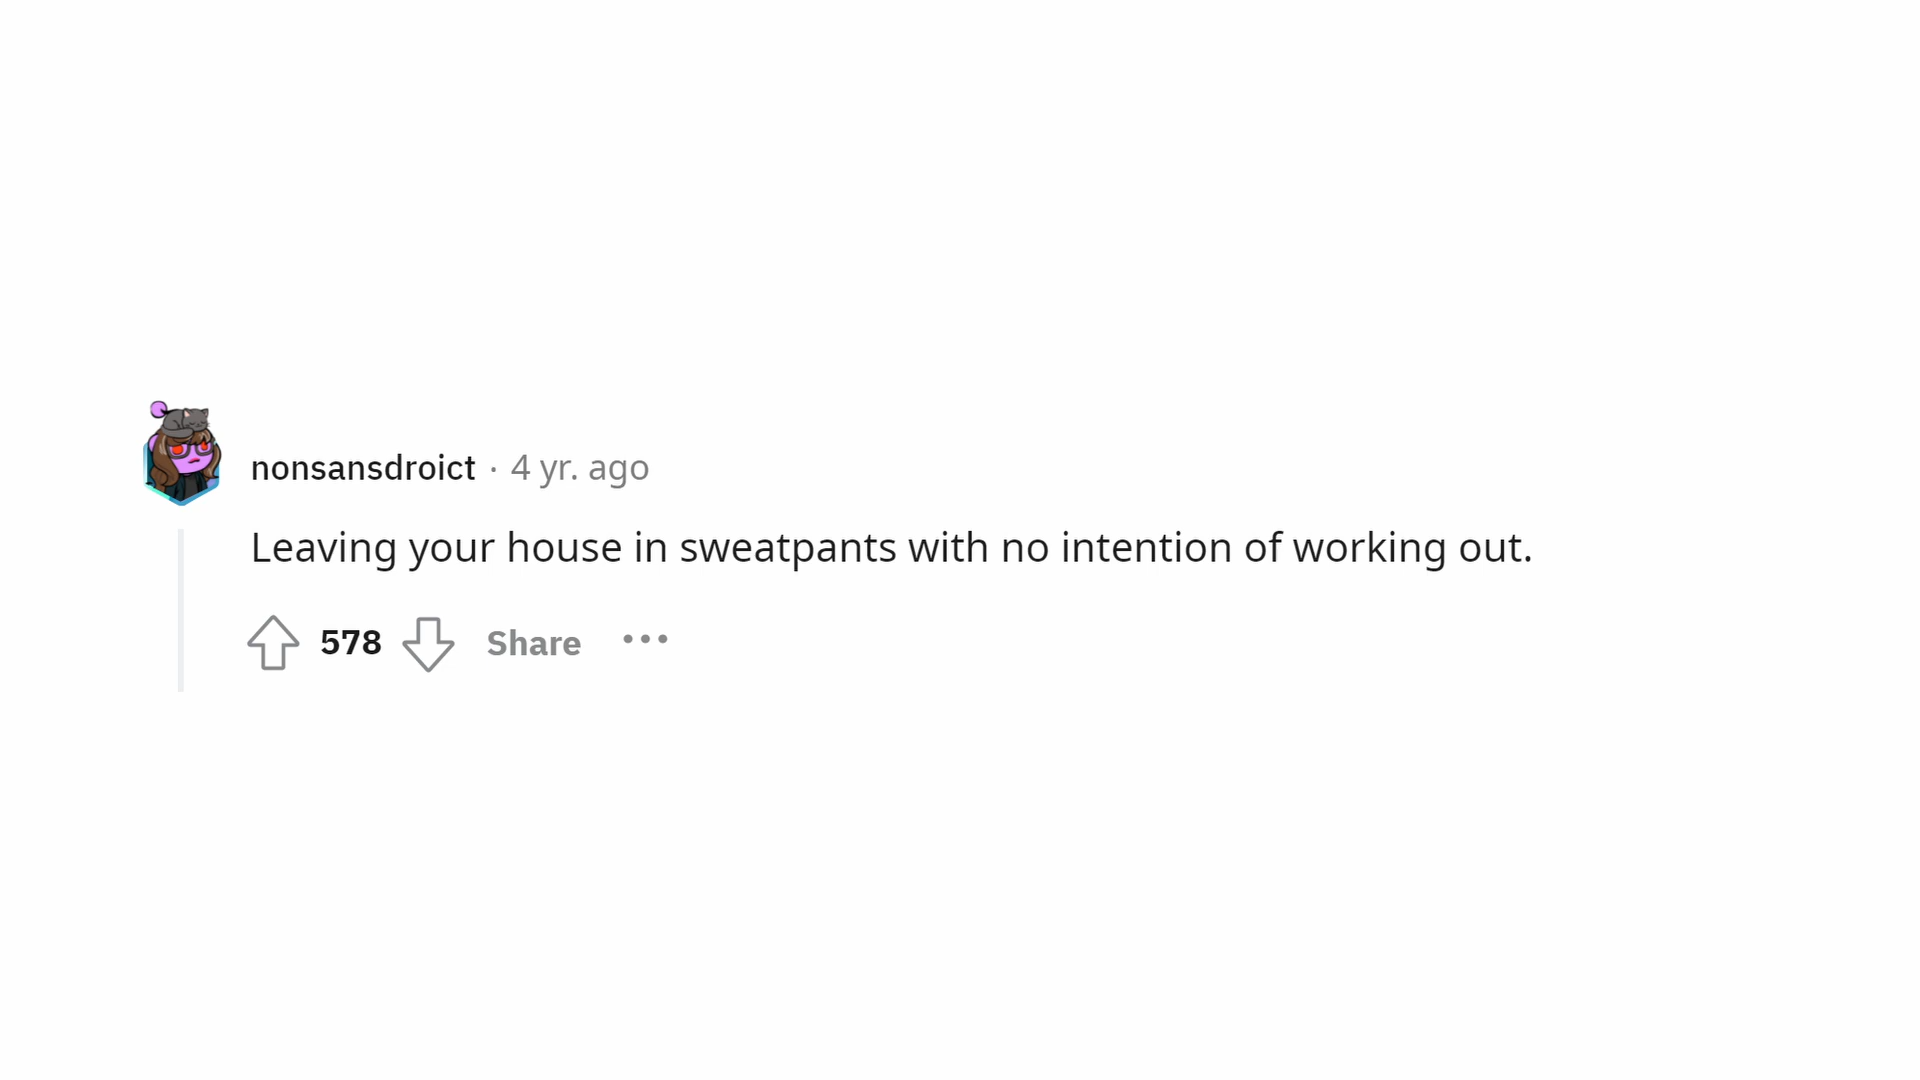 nonsansdroict · 4 yr. ago
Leaving your house in sweatpants with no intention of working out.
578 Share ···